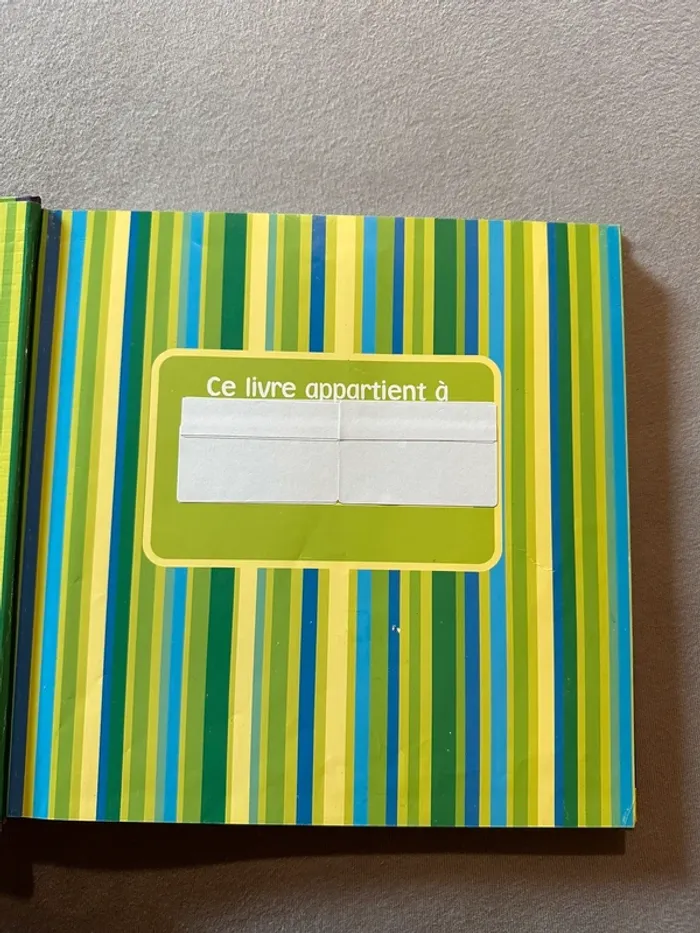 Ce livre appartient à